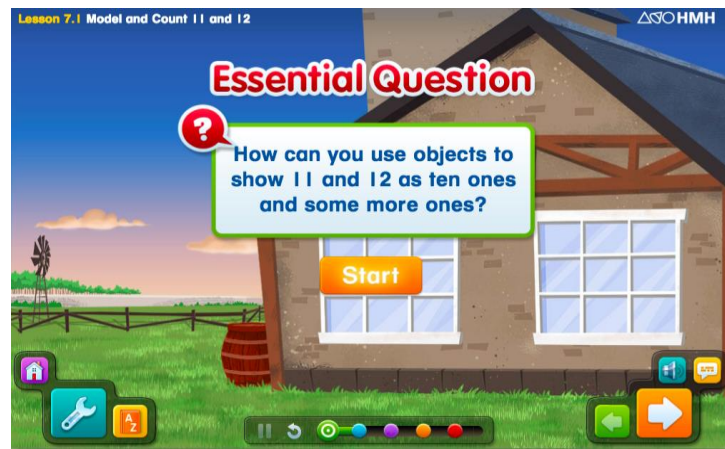 Lesson 7.1 Model and Count 11 and 12
HMH
Essential Question
?
How can you use objects to
show 11 and 12 as ten ones
and some more ones?
Start
A
Z